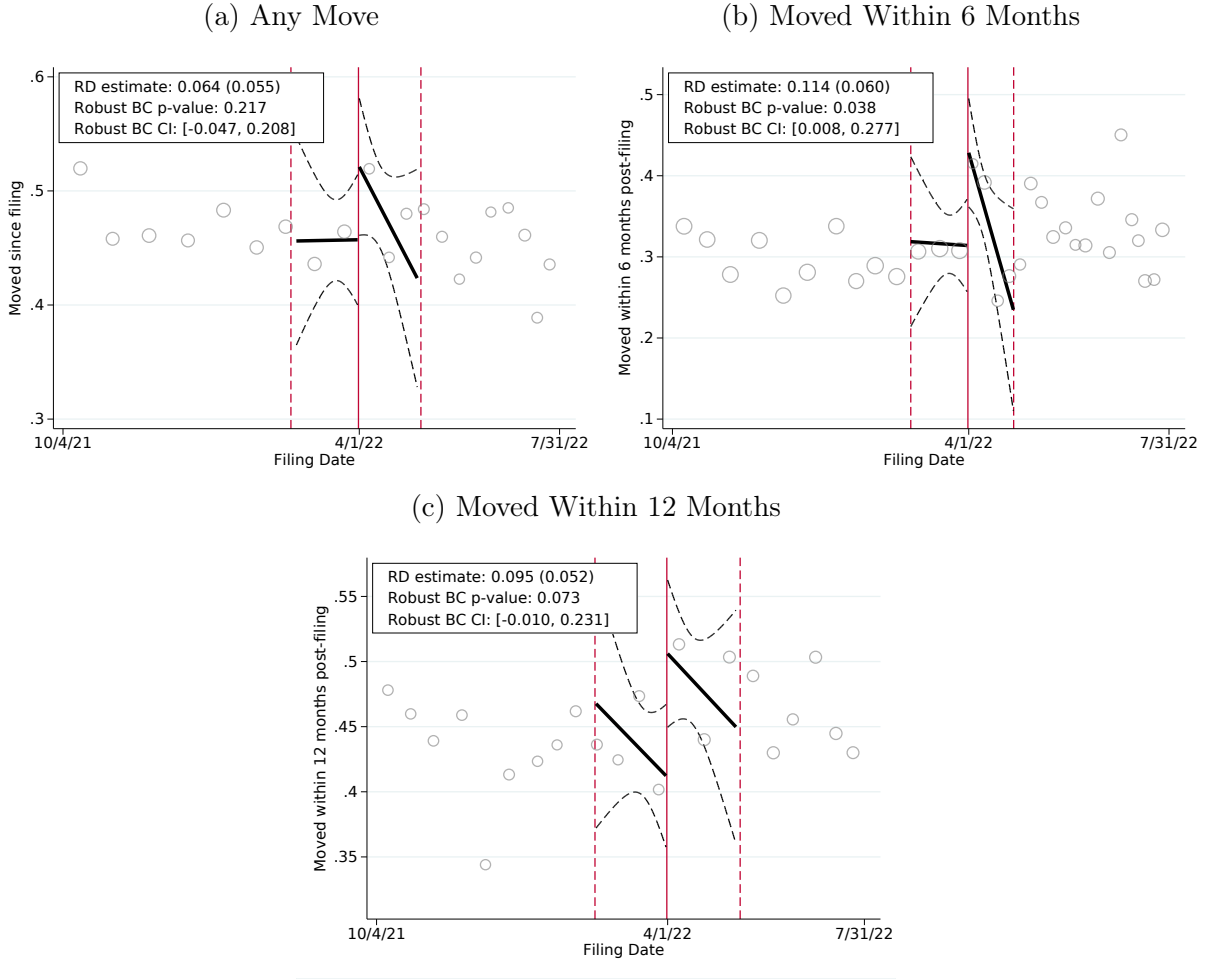 (a) Any Move
RD estimate: 0.064 (0.055)
Robust BC p-value: 0.217
Robust BC CI: [-0.047, 0.208]
Moved since filing
.6
.5
.4
.3
10/4/21
4/1/22
7/31/22
Filing Date
(b) Moved Within 6 Months
RD estimate: 0.114 (0.060)
Robust BC p-value: 0.038
Robust BC CI: [0.008, 0.277]
Moved within 6 months post-filing
.5
.4
.3
.2
.1
10/4/21
4/1/22
7/31/22
Filing Date
(c) Moved Within 12 Months
RD estimate: 0.095 (0.052)
Robust BC p-value: 0.073
Robust BC CI: [-0.010, 0.231]
Moved within 12 months post-filing
.55
.5
.45
.4
.35
10/4/21
4/1/22
7/31/22
Filing Date